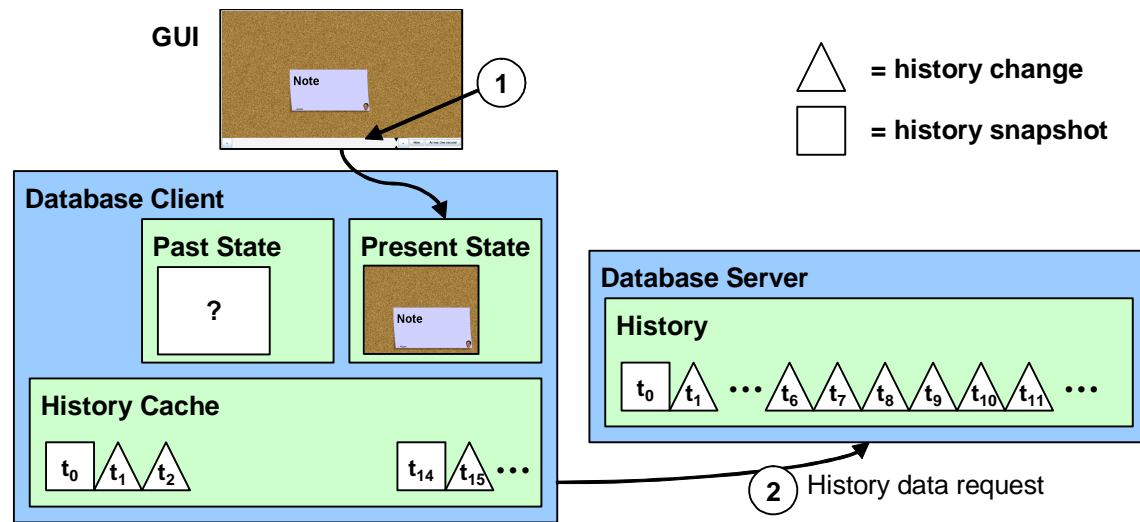 GUI
Note
1
= history change
= history snapshot
Database Client
Past State
Present State
?
Note
Database Server
History
t0 t1 ••• t6 t7 t8 t9 t10 t11 •••
History Cache
t0 t1 t2 t14 t15 •••
2 History data request